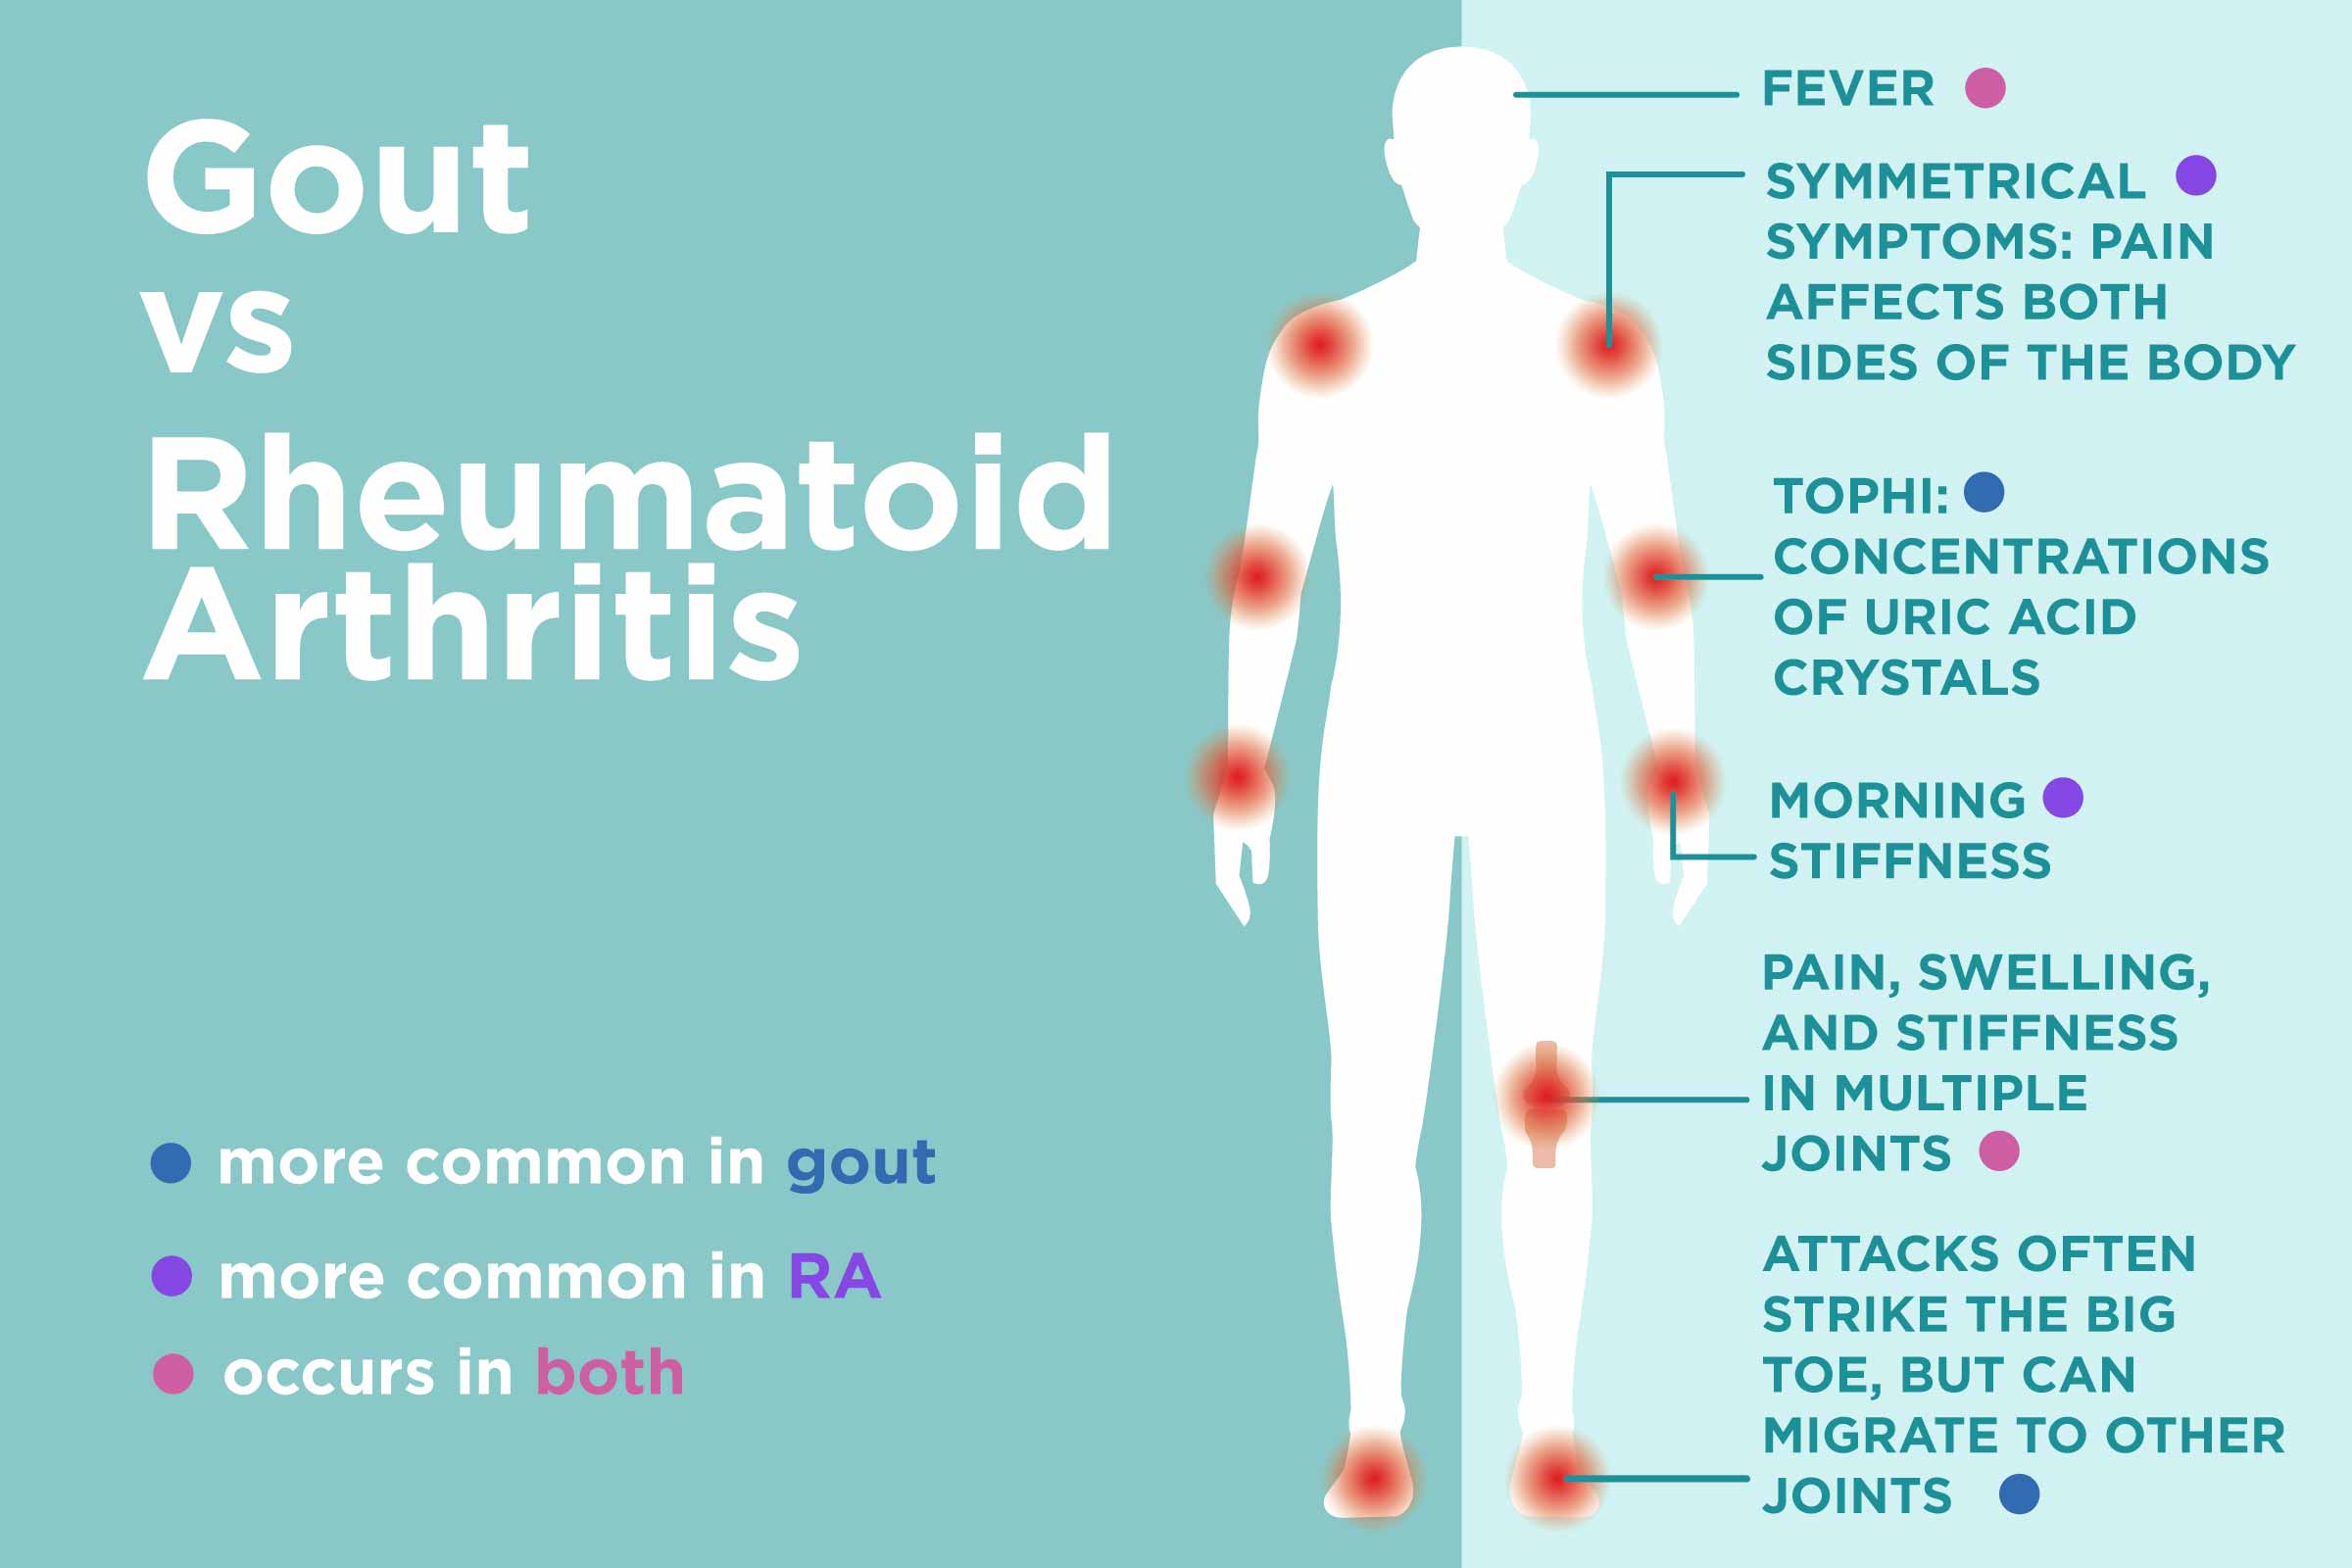 Gout
vs
Rheumatoid
Arthritis
more common in gout
more common in RA
occurs in both
FEVER
SYMMETRICAL
SYMPTOMS: PAIN
AFFECTS BOTH
SIDES OF THE BODY
TOPHI:
CONCENTRATIONS
OF URIC ACID
CRYSTALS
MORNING
STIFFNESS
PAIN, SWELLING,
AND STIFFNESS
IN MULTIPLE
JOINTS
ATTACKS OFTEN
STRIKE THE BIG
TOE, BUT CAN
MIGRATE TO OTHER
JOINTS